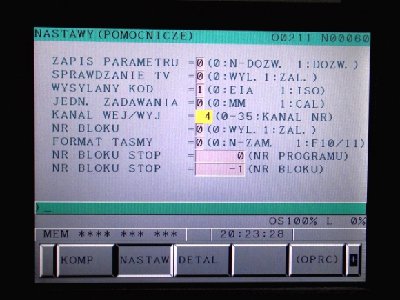 NASTAWY(POMOCNICZE) O0211 N00060
ZAPIS PARAMETRU =0(0:N-DOZW. 1:DOZW.)
SPRAWDZANIE TV =0(0:WYL. 1:ZAL.)
WYSYLANY KOD =1(0:EIA 1:ISO)
JEDN. ZADAWANIA =0(0:MM 1:CAL)
KANAL WEJ/WYJ = 4(0-35:KANAL NR)
NR BLOKU =0(0:WYL. 1:ZAL.)
FORMAT TASMY =0(0:N-ZAM. 1:F10/11)
NR BLOKU STOP = 0(NR PROGRAMU)
NR BLOKU STOP = -1(NR BLOKU)
)_
OS100% L 0%
MEM **** *** *** 20:23:28
KOMP NASTAW DETAL (OPRC)